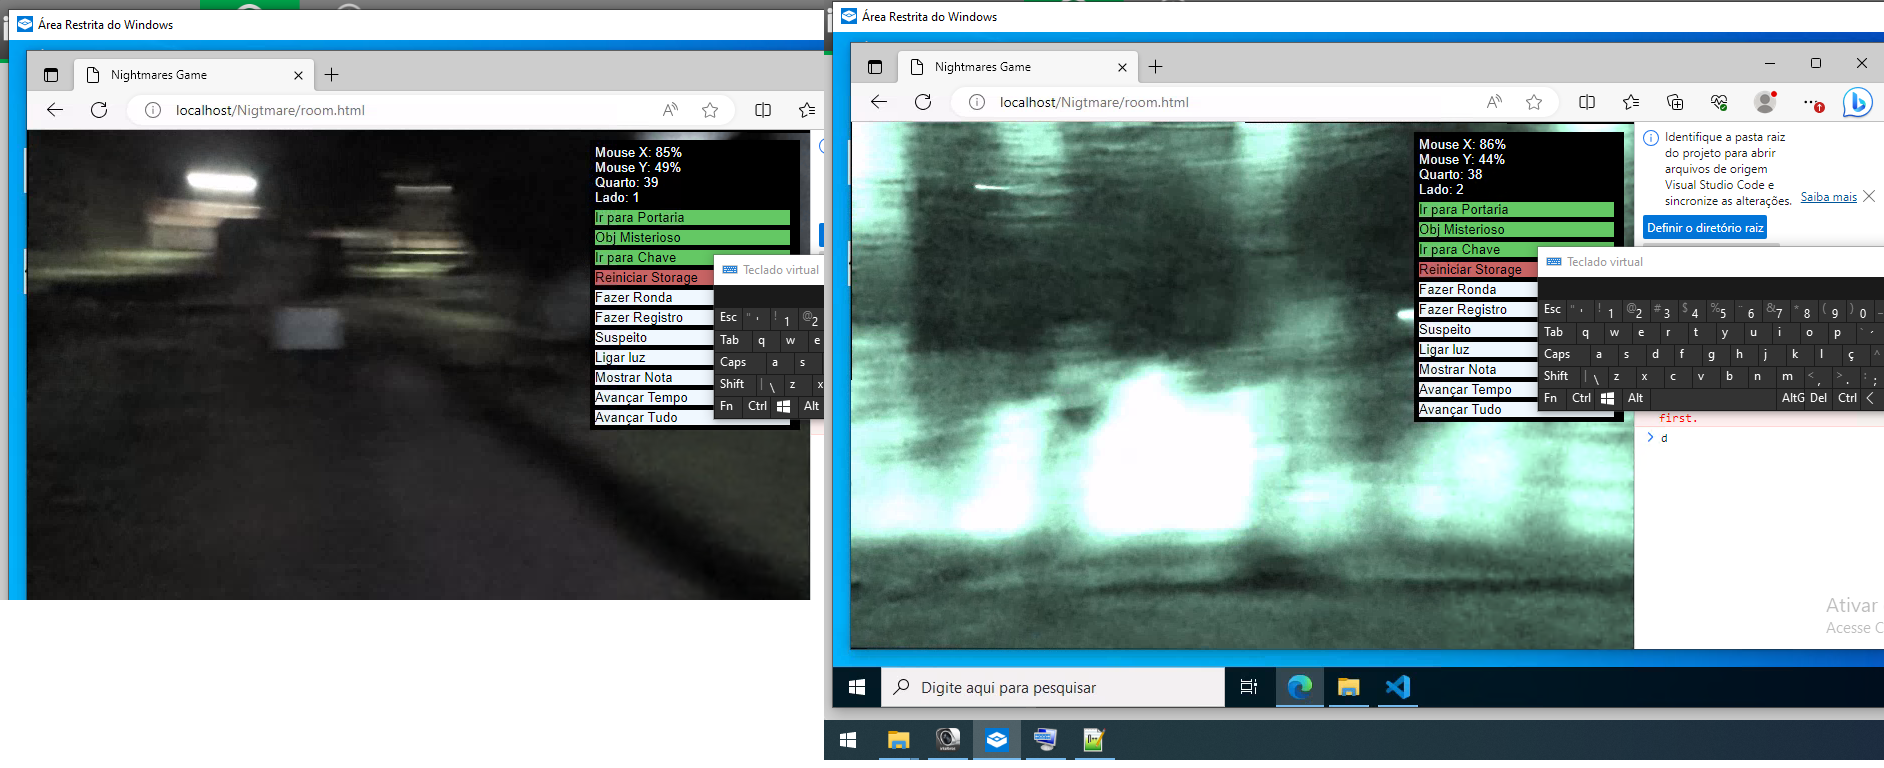 Área Restrita do Windows
Nightmares Game
localhost/Nigtmare/room.html
Mouse X: 85%
Mouse Y: 49%
Quarto: 39
Lado: 1
Ir para Portaria
Obj Misterioso
Ir para Chave
Reiniciar Storage
Fazer Ronda
Fazer Registro
Suspeito
Ligar luz
Mostrar Nota
Avançar Tempo
Avançar Tudo
Teclado virtual
Esc " ' ! 1 @ 2
Tab q w e
Caps a s
Shift | \ z x
Fn Ctrl Alt
Área Restrita do Windows
Nightmares Game
localhost/Nigtmare/room.html
Mouse X: 86%
Mouse Y: 44%
Quarto: 38
Lado: 2
Ir para Portaria
Obj Misterioso
Ir para Chave
Reiniciar Storage
Fazer Ronda
Fazer Registro
Suspeito
Ligar luz
Mostrar Nota
Avançar Tempo
Avançar Tudo
Identifique a pasta raiz
do projeto para abrir
arquivos de origem
Visual Studio Code e
sincronize as alterações.
Saiba mais
Definir o diretório raiz
Teclado virtual
Esc " ' ! 1 @ 2 # 3 $ 4 % 5 ¨ 6 & 7 * 8 ( 9 ) 0 _
Tab q w e r t y u i o p ` ´
Caps a s d f g h j k l ç ^
Shift | \ z x c v b n m < , > . : ;
Fn Ctrl Alt AltG Del Ctrl
first.
d
Ativar
Acesse C
Digite aqui para pesquisar